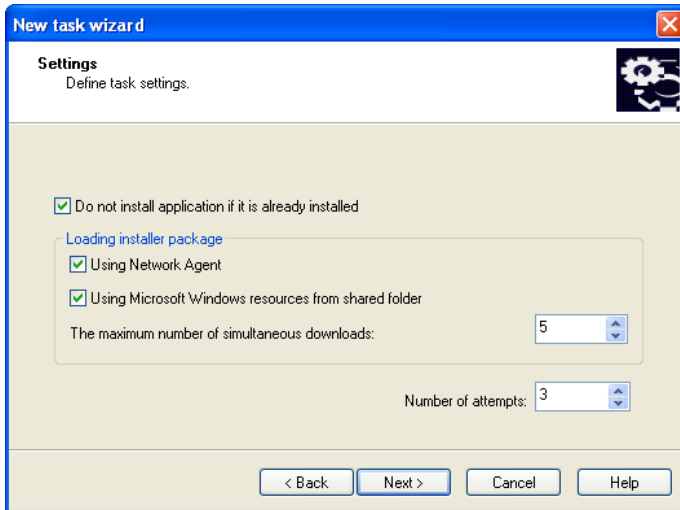 New task wizard
Settings
Define task settings.
Do not install application if it is already installed
Loading installer package
Using Network Agent
Using Microsoft Windows resources from shared folder
The maximum number of simultaneous downloads: 5
Number of attempts: 3
< Back Next > Cancel Help